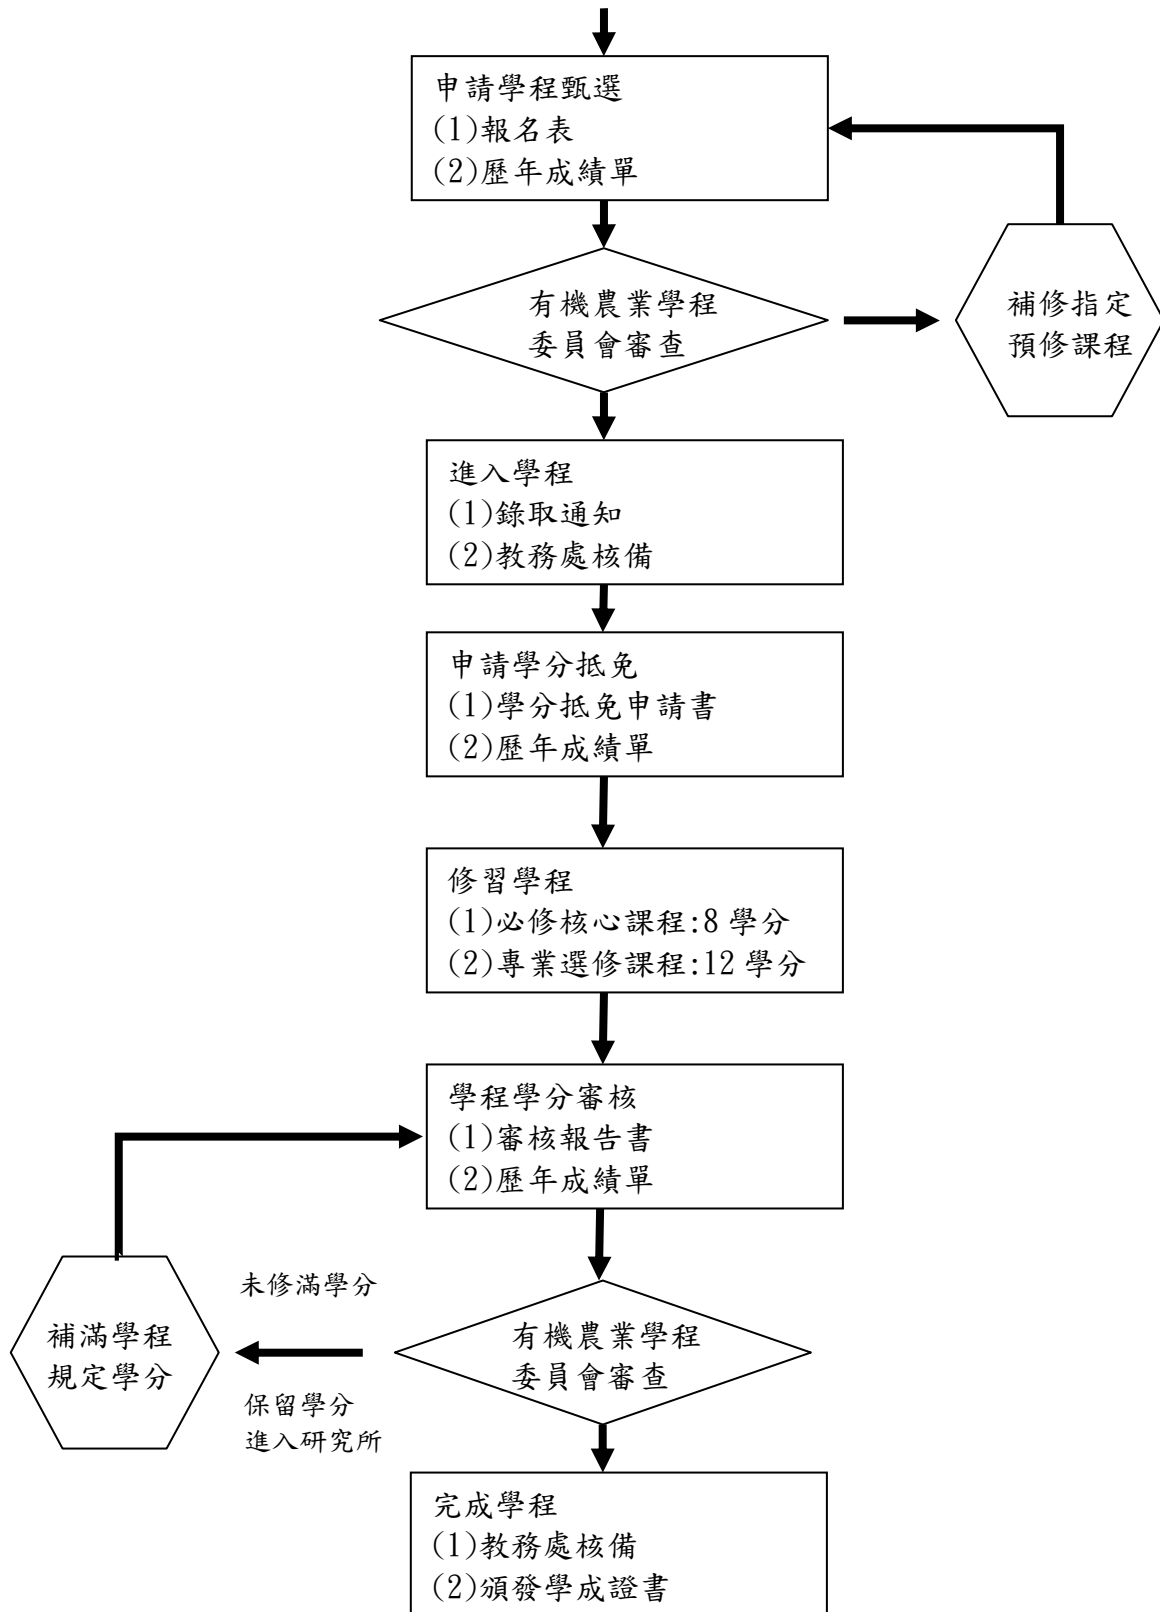 申請學程甄選
(1)報名表
(2)歷年成績單
有機農業學程
委員會審查
補修指定
預修課程
進入學程
(1)錄取通知
(2)教務處核備
申請學分抵免
(1)學分抵免申請書
(2)歷年成績單
修習學程
(1)必修核心課程:8 學分
(2)專業選修課程:12 學分
學程學分審核
(1)審核報告書
(2)歷年成績單
未修滿學分
補滿學程
規定學分
有機農業學程
委員會審查
保留學分
進入研究所
完成學程
(1)教務處核備
(2)頒發學成證書